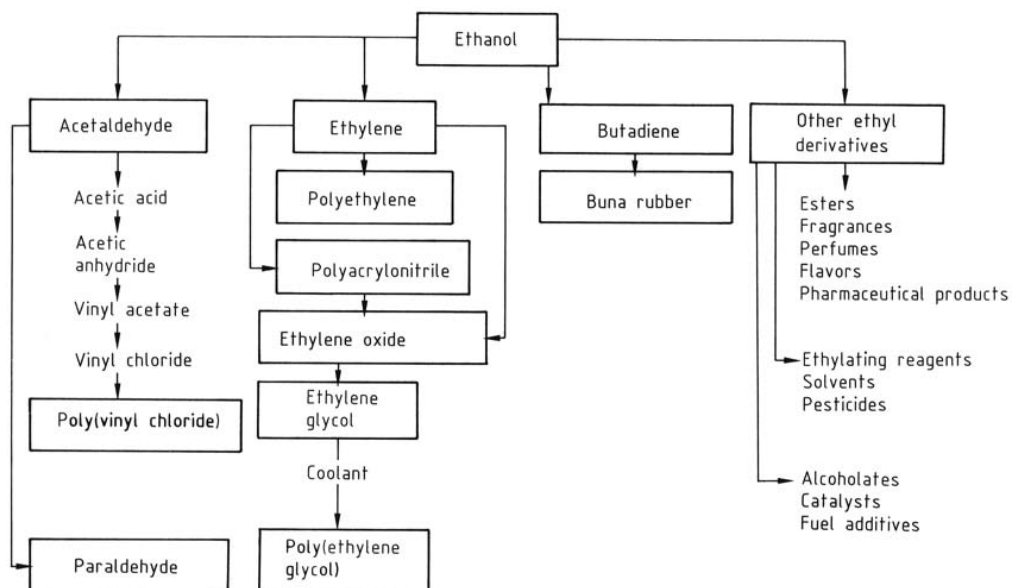 Ethanol
Acetaldehyde
Acetic acid
Acetic
anhydride
Vinyl acetate
Vinyl chloride
Poly(vinyl chloride)
Paraldehyde
Ethylene
Polyethylene
Polyacrylonitrile
Ethylene oxide
Ethylene
glycol
Coolant
Poly(ethylene
glycol)
Butadiene
Buna rubber
Other ethyl
derivatives
Esters
Fragrances
Perfumes
Flavors
Pharmaceutical products
Ethylating reagents
Solvents
Pesticides
Alcoholates
Catalysts
Fuel additives